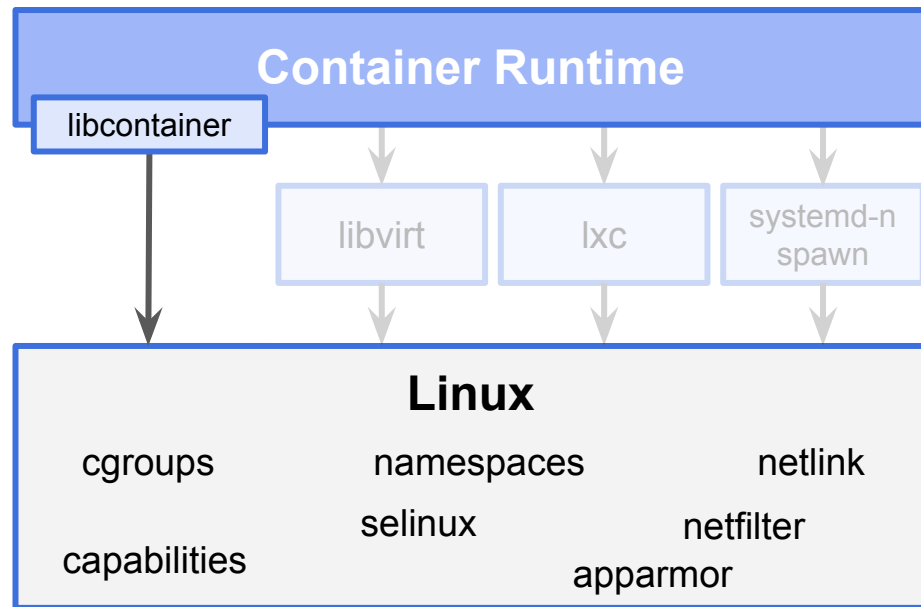 Container Runtime
libcontainer
libvirt
lxc
systemd-n
spawn
Linux
cgroups
namespaces
netlink
selinux
netfilter
capabilities
apparmor